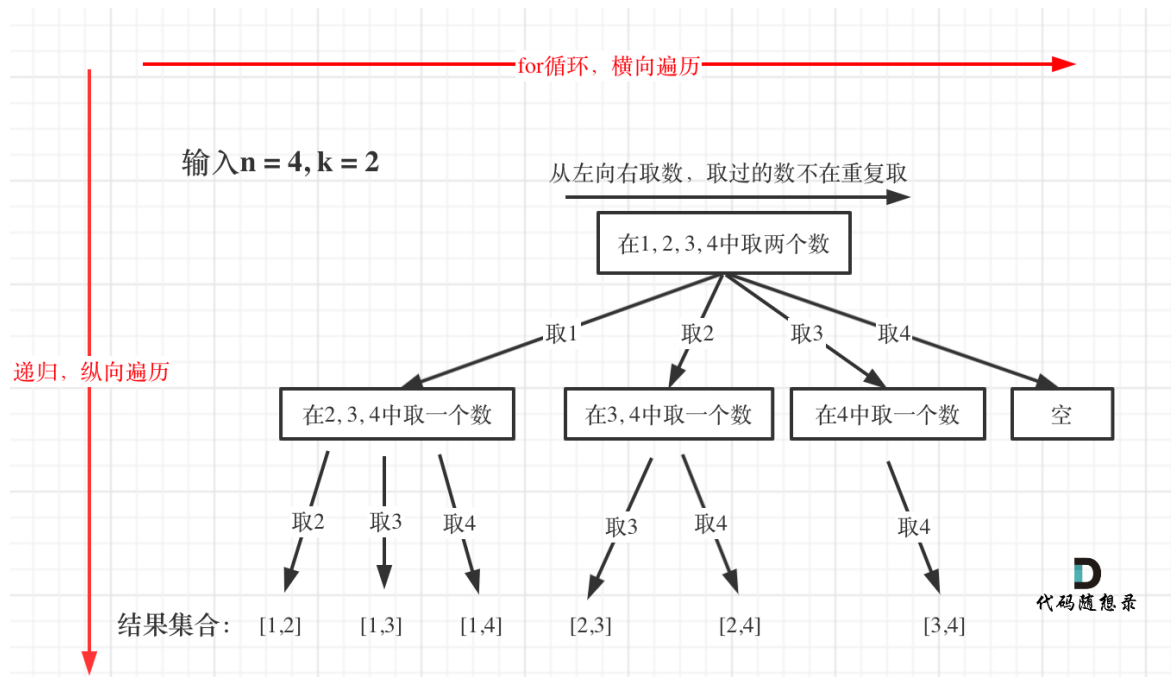 for循环，横向遍历
输入n = 4, k = 2
从左向右取数，取过的数不在重复取
在1, 2, 3, 4中取两个数
取1
取2
取3
取4
递归，纵向遍历
在2, 3, 4中取一个数
在3, 4中取一个数
在4中取一个数
空
取2
取3
取4
取3
取4
取4
代码随想录
结果集合： [1,2] [1,3] [1,4] [2,3] [2,4] [3,4]